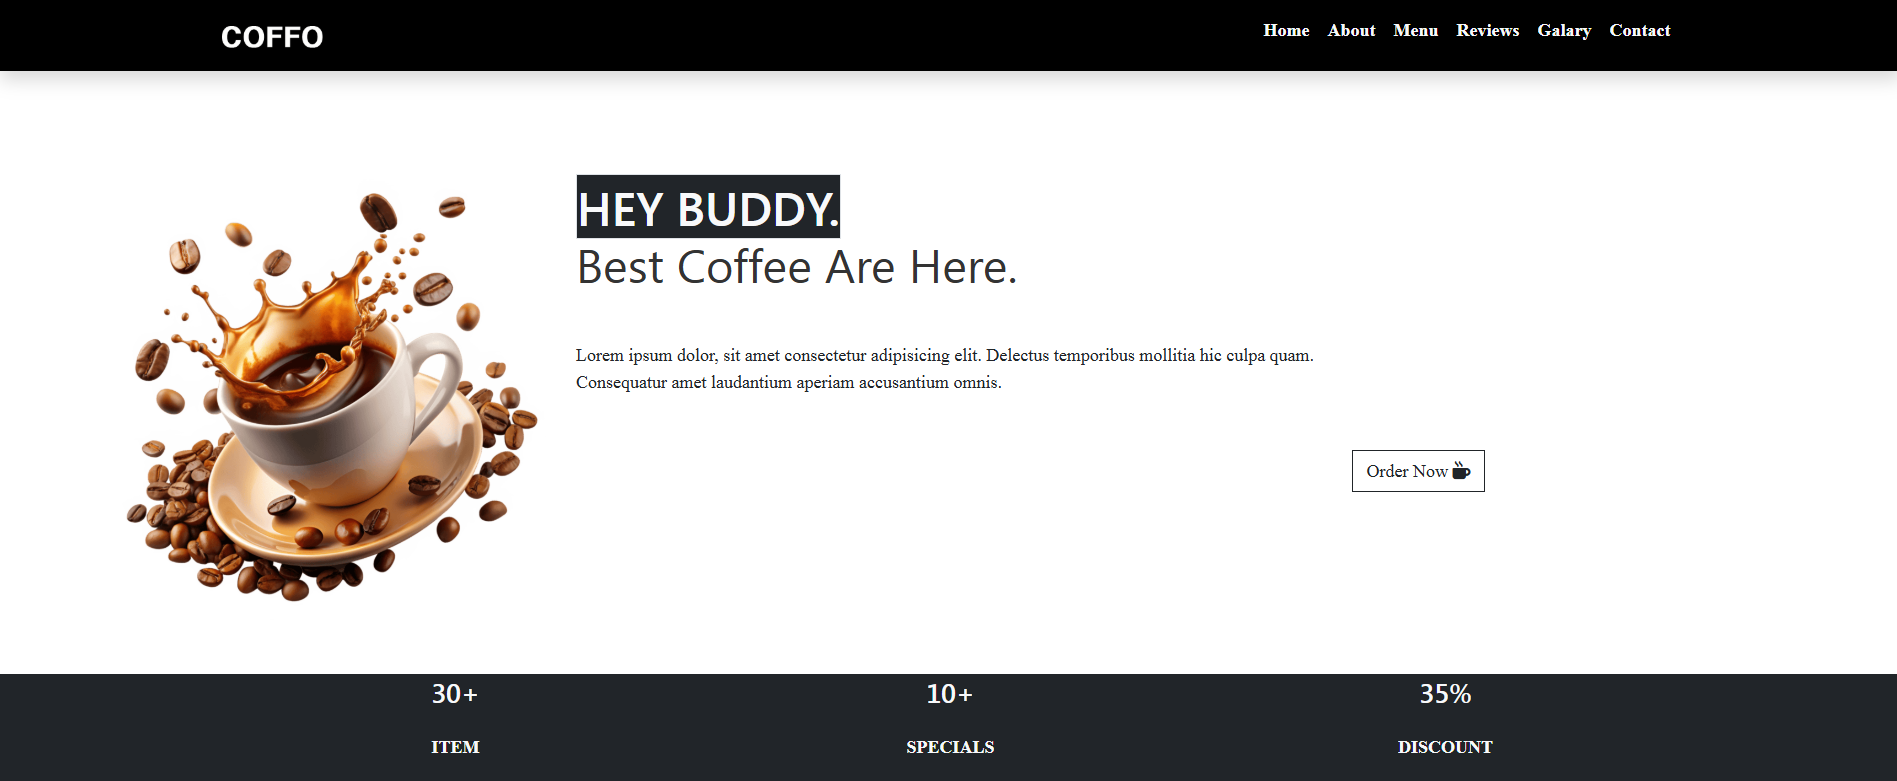 COFFO
Home About Menu Reviews Galary Contact
HEY BUDDY.
Best Coffee Are Here.
Lorem ipsum dolor, sit amet consectetur adipisicing elit. Delectus temporibus mollitia hic culpa quam.
Consequatur amet laudantium aperiam accusantium omnis.
Order Now
30+ 10+ 35%
ITEM SPECIALS DISCOUNT